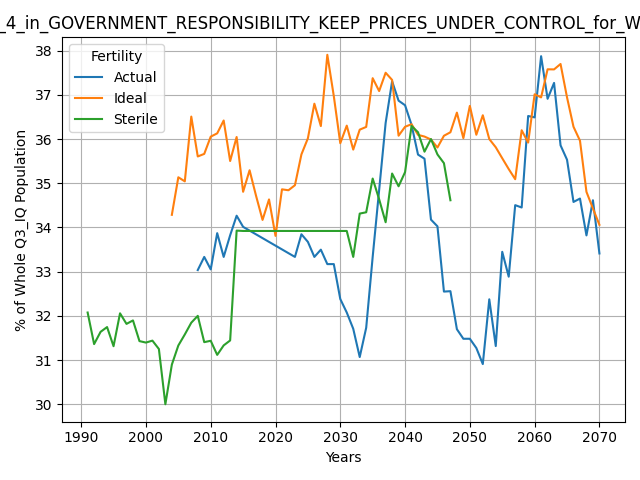 _4_in_GOVERNMENT_RESPONSIBILITY_KEEP_PRICES_UNDER_CONTROL_for_W
Fertility
Actual
Ideal
Sterile
% of Whole Q3_IQ Population
38
37
36
35
34
33
32
31
30
1990 2000 2010 2020 2030 2040 2050 2060 2070
Years